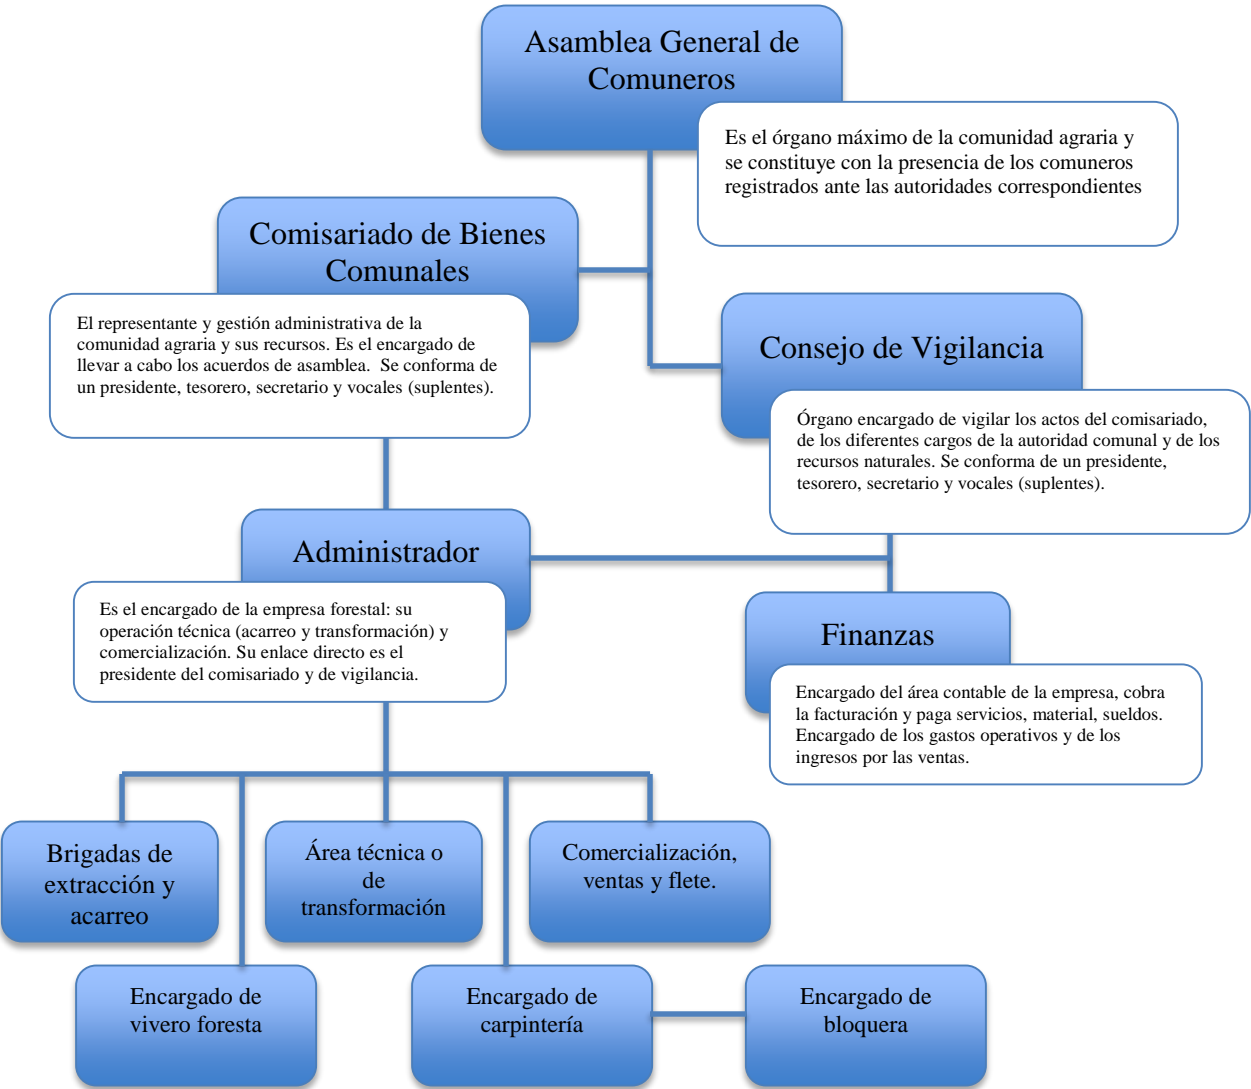 Asamblea General de
Comuneros
Es el órgano máximo de la comunidad agraria y
se constituye con la presencia de los comuneros
registrados ante las autoridades correspondientes
Comisariado de Bienes
Comunales
El representante y gestión administrativa de la
comunidad agraria y sus recursos. Es el encargado de
llevar a cabo los acuerdos de asamblea.  Se conforma de
un presidente, tesorero, secretario y vocales (suplentes).
Consejo de Vigilancia
Órgano encargado de vigilar los actos del comisariado,
de los diferentes cargos de la autoridad comunal y de los
recursos naturales. Se conforma de un presidente,
tesorero, secretario y vocales (suplentes).
Administrador
Es el encargado de la empresa forestal: su
operación técnica (acarreo y transformación) y
comercialización. Su enlace directo es el
presidente del comisariado y de vigilancia.
Finanzas
Encargado del área contable de la empresa, cobra
la facturación y paga servicios, material, sueldos.
Encargado de los gastos operativos y de los
ingresos por las ventas.
Brigadas de
extracción y
acarreo
Área técnica o
de
transformación
Comercialización,
ventas y flete.
Encargado de
vivero foresta
Encargado de
carpintería
Encargado de
bloquera